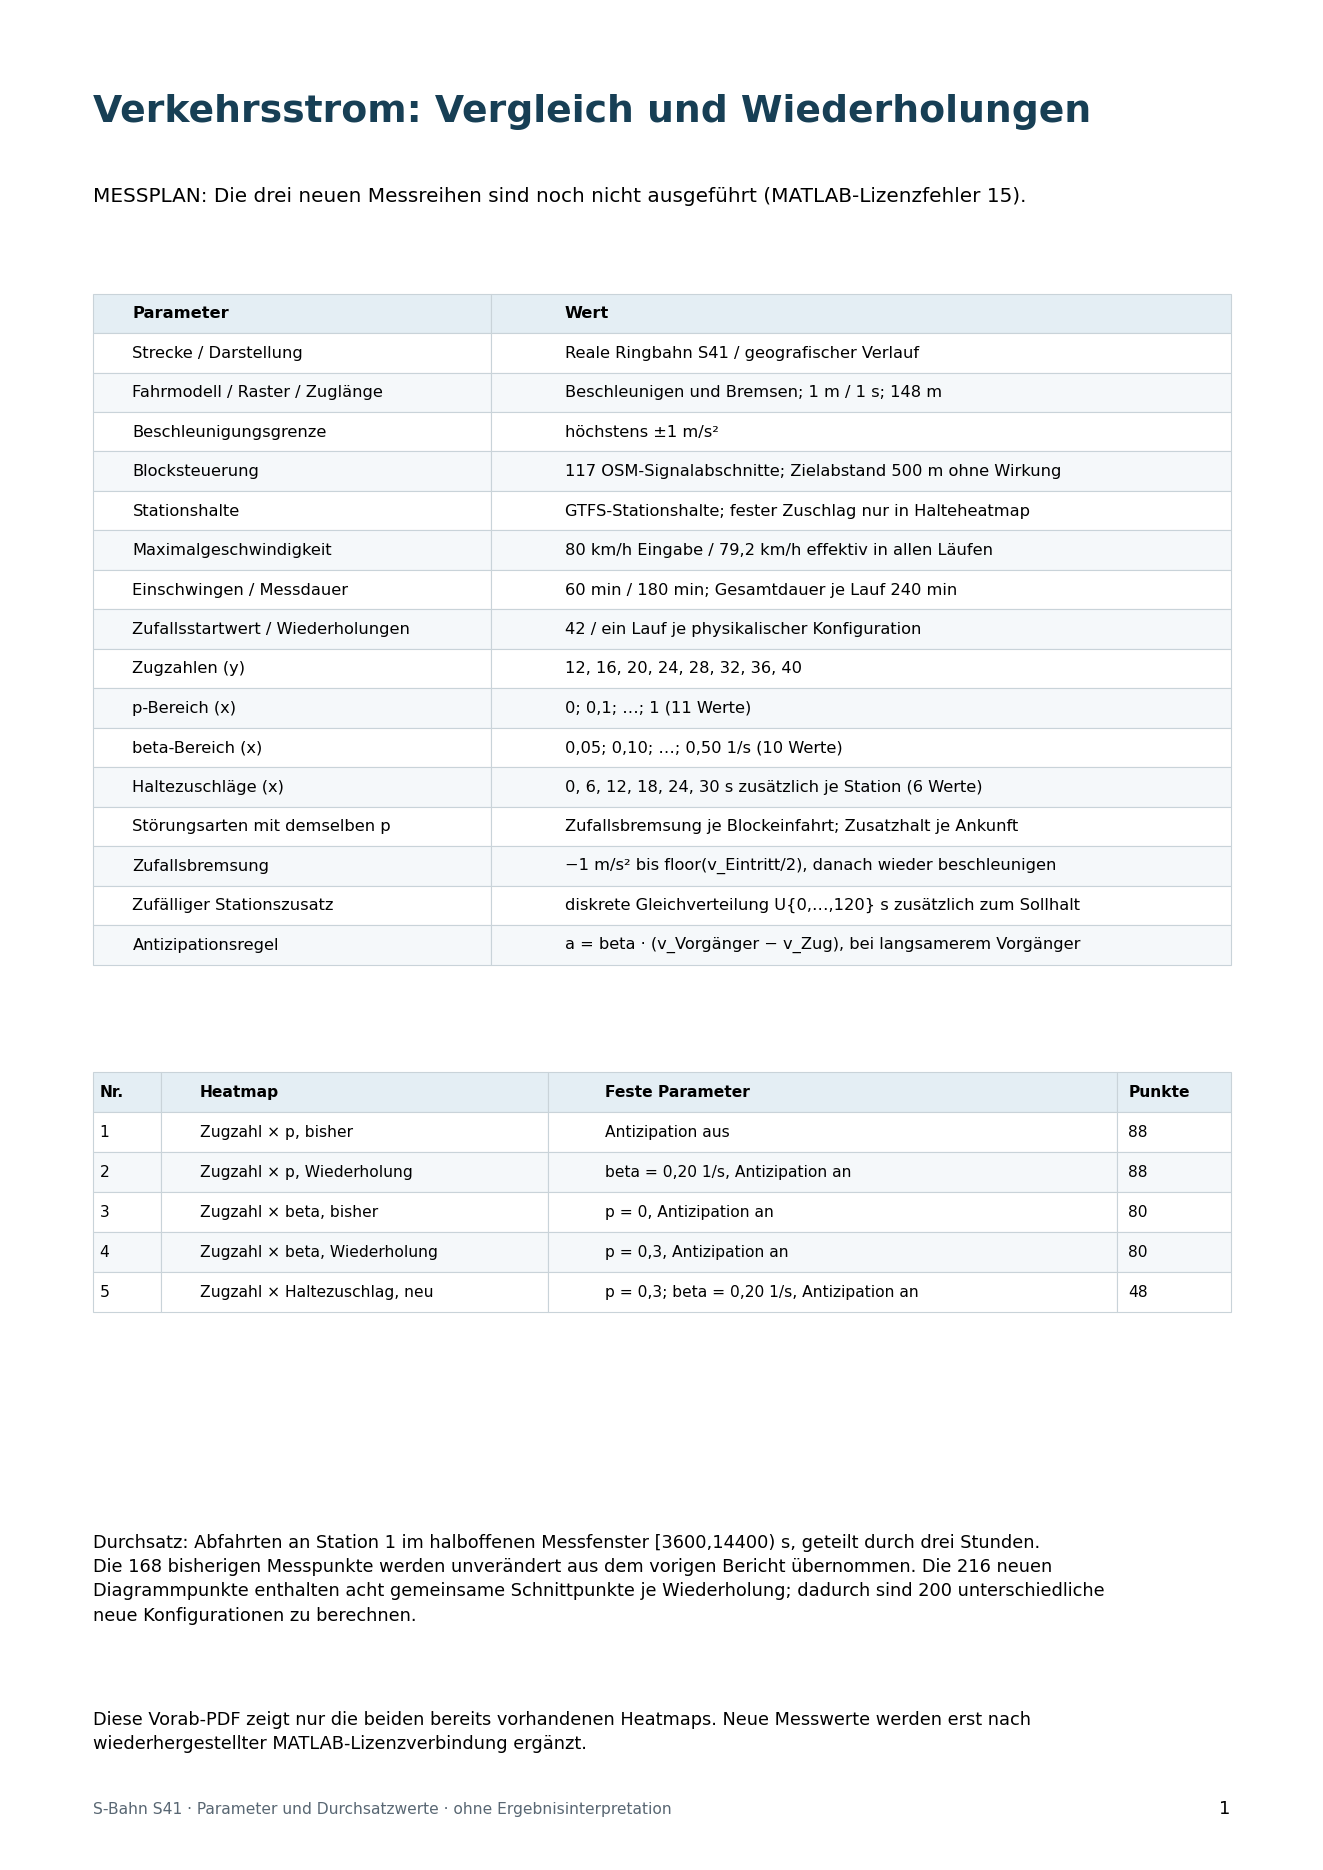 Verkehrsstrom: Vergleich und Wiederholungen
MESSPLAN: Die drei neuen Messreihen sind noch nicht ausgeführt (MATLAB-Lizenzfehler 15).
Parameter Wert
Strecke / Darstellung Reale Ringbahn S41 / geografischer Verlauf
Fahrmodell / Raster / Zuglänge Beschleunigen und Bremsen; 1 m / 1 s; 148 m
Beschleunigungsgrenze höchstens ±1 m/s²
Blocksteuerung 117 OSM-Signalabschnitte; Zielabstand 500 m ohne Wirkung
Stationshalte GTFS-Stationshalte; fester Zuschlag nur in Halteheatmap
Maximalgeschwindigkeit 80 km/h Eingabe / 79,2 km/h effektiv in allen Läufen
Einschwingen / Messdauer 60 min / 180 min; Gesamtdauer je Lauf 240 min
Zufallsstartwert / Wiederholungen 42 / ein Lauf je physikalischer Konfiguration
Zugzahlen (y) 12, 16, 20, 24, 28, 32, 36, 40
p-Bereich (x) 0; 0,1; …; 1 (11 Werte)
beta-Bereich (x) 0,05; 0,10; …; 0,50 1/s (10 Werte)
Haltezuschläge (x) 0, 6, 12, 18, 24, 30 s zusätzlich je Station (6 Werte)
Störungsarten mit demselben p Zufallsbremsung je Blockeinfahrt; Zusatzhalt je Ankunft
Zufallsbremsung −1 m/s² bis floor(v_Eintritt/2), danach wieder beschleunigen
Zufälliger Stationszusatz diskrete Gleichverteilung U{0,…,120} s zusätzlich zum Sollhalt
Antizipationsregel a = beta · (v_Vorgänger − v_Zug), bei langsamerem Vorgänger
Nr. Heatmap Feste Parameter Punkte
1 Zugzahl × p, bisher Antizipation aus 88
2 Zugzahl × p, Wiederholung beta = 0,20 1/s, Antizipation an 88
3 Zugzahl × beta, bisher p = 0, Antizipation an 80
4 Zugzahl × beta, Wiederholung p = 0,3, Antizipation an 80
5 Zugzahl × Haltezuschlag, neu p = 0,3; beta = 0,20 1/s, Antizipation an 48
Durchsatz: Abfahrten an Station 1 im halboffenen Messfenster [3600,14400) s, geteilt durch drei Stunden.
Die 168 bisherigen Messpunkte werden unverändert aus dem vorigen Bericht übernommen. Die 216 neuen
Diagrammpunkte enthalten acht gemeinsame Schnittpunkte je Wiederholung; dadurch sind 200 unterschiedliche
neue Konfigurationen zu berechnen.
Diese Vorab-PDF zeigt nur die beiden bereits vorhandenen Heatmaps. Neue Messwerte werden erst nach
wiederhergestellter MATLAB-Lizenzverbindung ergänzt.
S-Bahn S41 · Parameter und Durchsatzwerte · ohne Ergebnisinterpretation 1